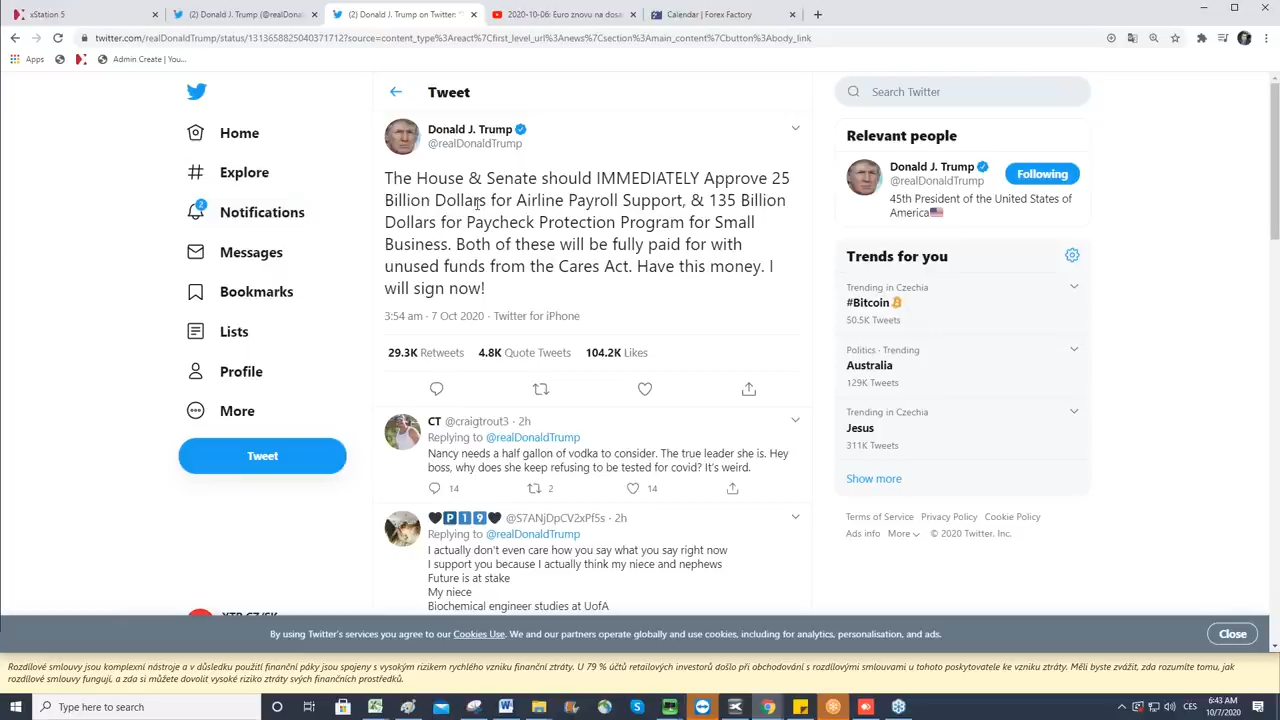 (2) Donald J. Trump (@realDonal
(2) Donald J. Trump on Twitter:
2020-10-06: Euro znovu na dosa
Calendar | Forex Factory
twitter.com/realDonaldTrump/status/1313658825040371712?source=content_type%3Areact%7Cfirst_level_url%3Anews%7Csection%3Amain_content%7Cbutton%3Abody_link
Apps
Admin Create | You...
Tweet
Search Twitter
Home
Explore
2
Notifications
Messages
Bookmarks
Lists
Profile
More
Tweet
Donald J. Trump
@realDonaldTrump
The House & Senate should IMMEDIATELY Approve 25
Billion Dollars for Airline Payroll Support, & 135 Billion
Dollars for Paycheck Protection Program for Small
Business. Both of these will be fully paid for with
unused funds from the Cares Act. Have this money. I
will sign now!
3:54 am · 7 Oct 2020 · Twitter for iPhone
29.3K Retweets 4.8K Quote Tweets 104.2K Likes
CT @craigtrout3 · 2h
Replying to @realDonaldTrump
Nancy needs a half gallon of vodka to consider. The true leader she is. Hey
boss, why does she keep refusing to be tested for covid? It's weird.
14 2 14
🖤🅿1️9️🖤 @S7ANjDpCV2xPf5s · 2h
Replying to @realDonaldTrump
I actually don't even care how you say what you say right now
I support you because I actually think my niece and nephews
Future is at stake
My niece
Biochemical engineer studies at UofA
Relevant people
Donald J. Trump
@realDonaldTrump
Following
45th President of the United States of
America🇺🇸
Trends for you
Trending in Czechia
#Bitcoin
50.5K Tweets
Politics · Trending
Australia
129K Tweets
Trending in Czechia
Jesus
311K Tweets
Show more
Terms of Service Privacy Policy Cookie Policy
Ads info More © 2020 Twitter, Inc.
XTB CZ/SK
By using Twitter's services you agree to our Cookies Use. We and our partners operate globally and use cookies, including for analytics, personalisation, and ads.
Close
Rozdílové smlouvy jsou komplexní nástroje a v důsledku použití finanční páky jsou spojeny s vysokým rizikem rychlého vzniku finanční ztráty. U 79 % účtů retailových investorů došlo při obchodování s rozdílovými smlouvami u tohoto poskytovatele ke vzniku ztráty. Měli byste zvážit, zda rozumíte tomu, jak
rozdílové smlouvy fungují, a zda si můžete dovolit vysoké riziko ztráty svých finančních prostředků.
Type here to search
CES
6:43 AM
10/7/2020